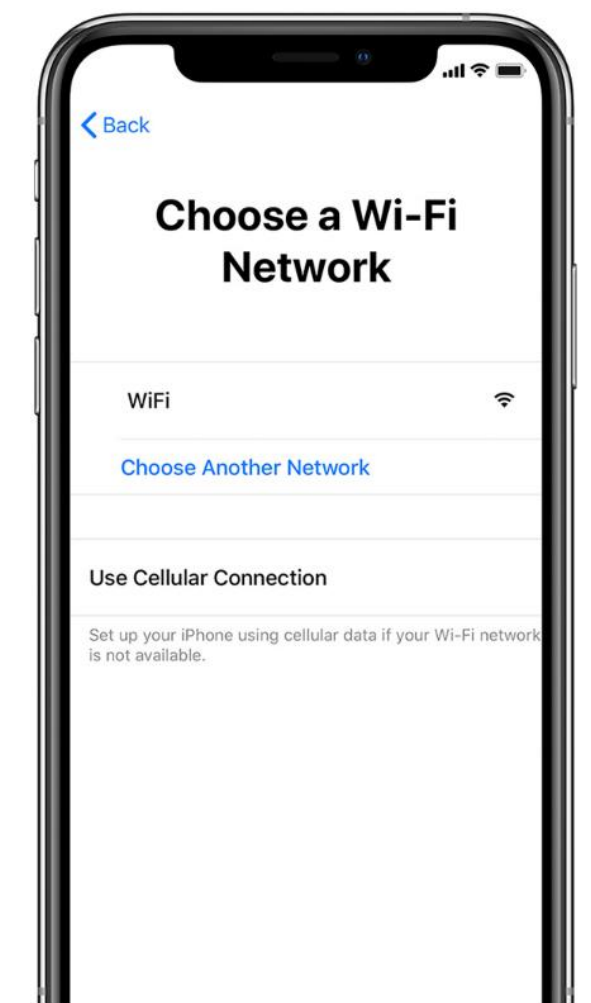 Back
Choose a Wi-Fi
Network
WiFi
Choose Another Network
Use Cellular Connection
Set up your iPhone using cellular data if your Wi-Fi network
is not available.